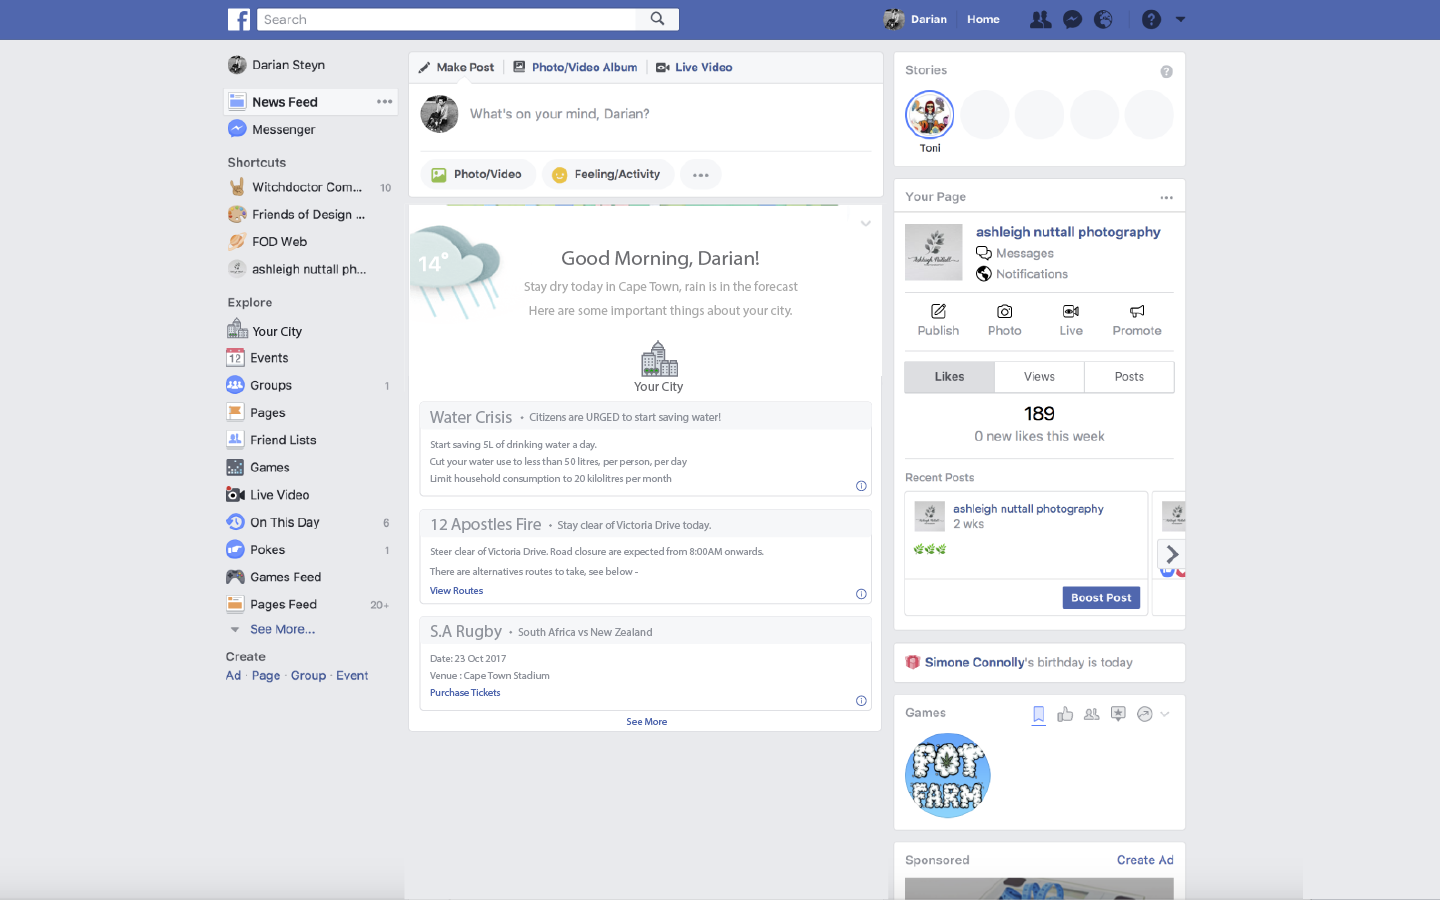 f
Search
Darian
Home
Darian Steyn
News Feed
Messenger
Shortcuts
Witchdoctor Com... 10
Friends of Design ...
FOD Web
ashleigh nuttall ph...
Explore
Your City
12 Events
Groups 1
Pages
Friend Lists
Games
Live Video
On This Day 6
Pokes 1
Games Feed
Pages Feed 20+
See More...
Create
Ad · Page · Group · Event
Make Post
Photo/Video Album
Live Video
What's on your mind, Darian?
Photo/Video
Feeling/Activity
14°
Good Morning, Darian!
Stay dry today in Cape Town, rain is in the forecast
Here are some important things about your city.
Your City
Water Crisis • Citizens are URGED to start saving water!
Start saving 5L of drinking water a day.
Cut your water use to less than 50 litres, per person, per day
Limit household consumption to 20 kilolitres per month
12 Apostles Fire • Stay clear of Victoria Drive today.
Steer clear of Victoria Drive. Road closure are expected from 8:00AM onwards.
There are alternatives routes to take, see below -
View Routes
S.A Rugby • South Africa vs New Zealand
Date: 23 Oct 2017
Venue : Cape Town Stadium
Purchase Tickets
See More
Stories
Toni
Your Page
ashleigh nuttall photography
Ashleigh Nuttall
Messages
Notifications
Publish
Photo
Live
Promote
Likes
Views
Posts
189
0 new likes this week
Recent Posts
ashleigh nuttall photography
2 wks
Boost Post
Simone Connolly's birthday is today
Games
POT
FARM
Sponsored
Create Ad